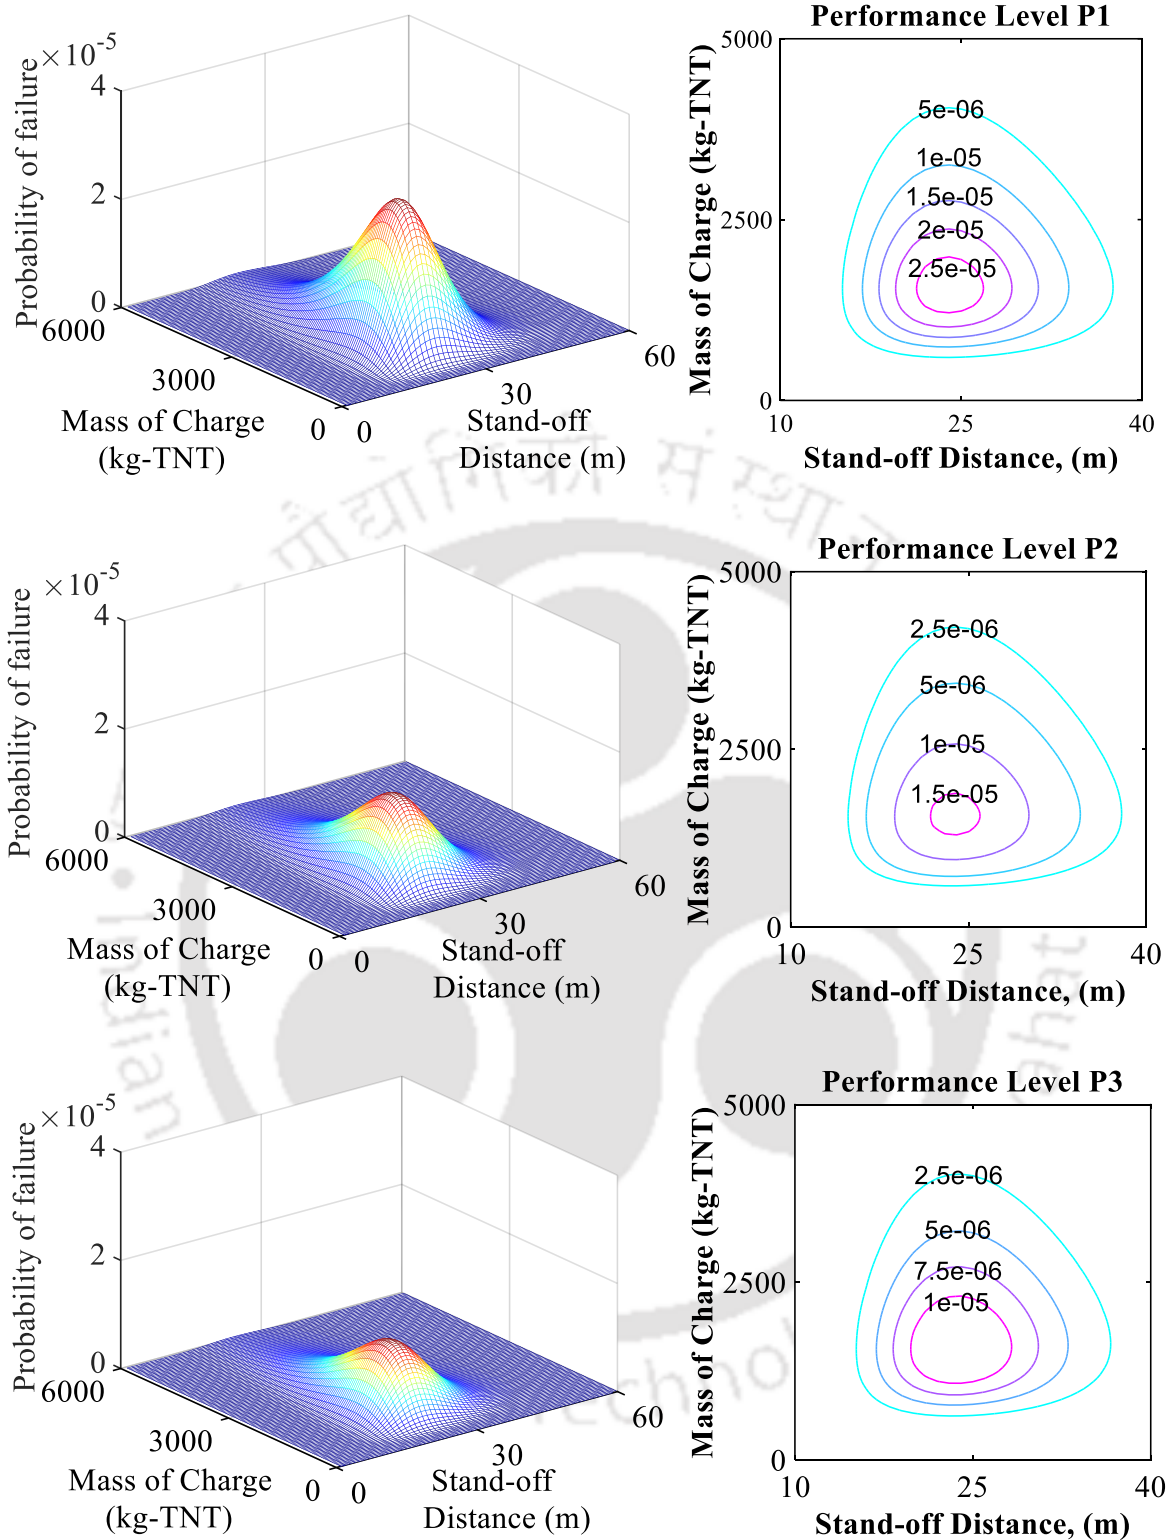 ×10-5
4
2
0
Probability of failure
6000
3000
0
Mass of Charge
(kg-TNT)
0
30
60
Stand-off
Distance (m)
Performance Level P1
5000
2500
0
Mass of Charge (kg-TNT)
5e-06
1e-05
1.5e-05
2e-05
2.5e-05
10
25
40
Stand-off Distance, (m)
×10-5
4
2
0
Probability of failure
6000
3000
0
Mass of Charge
(kg-TNT)
0
30
60
Stand-off
Distance (m)
Performance Level P2
5000
2500
0
Mass of Charge (kg-TNT)
2.5e-06
5e-06
1e-05
1.5e-05
10
25
40
Stand-off Distance, (m)
×10-5
4
2
0
Probability of failure
6000
3000
0
Mass of Charge
(kg-TNT)
0
30
60
Stand-off
Distance (m)
Performance Level P3
5000
2500
0
Mass of Charge (kg-TNT)
2.5e-06
5e-06
7.5e-06
1e-05
10
25
40
Stand-off Distance, (m)
Indian